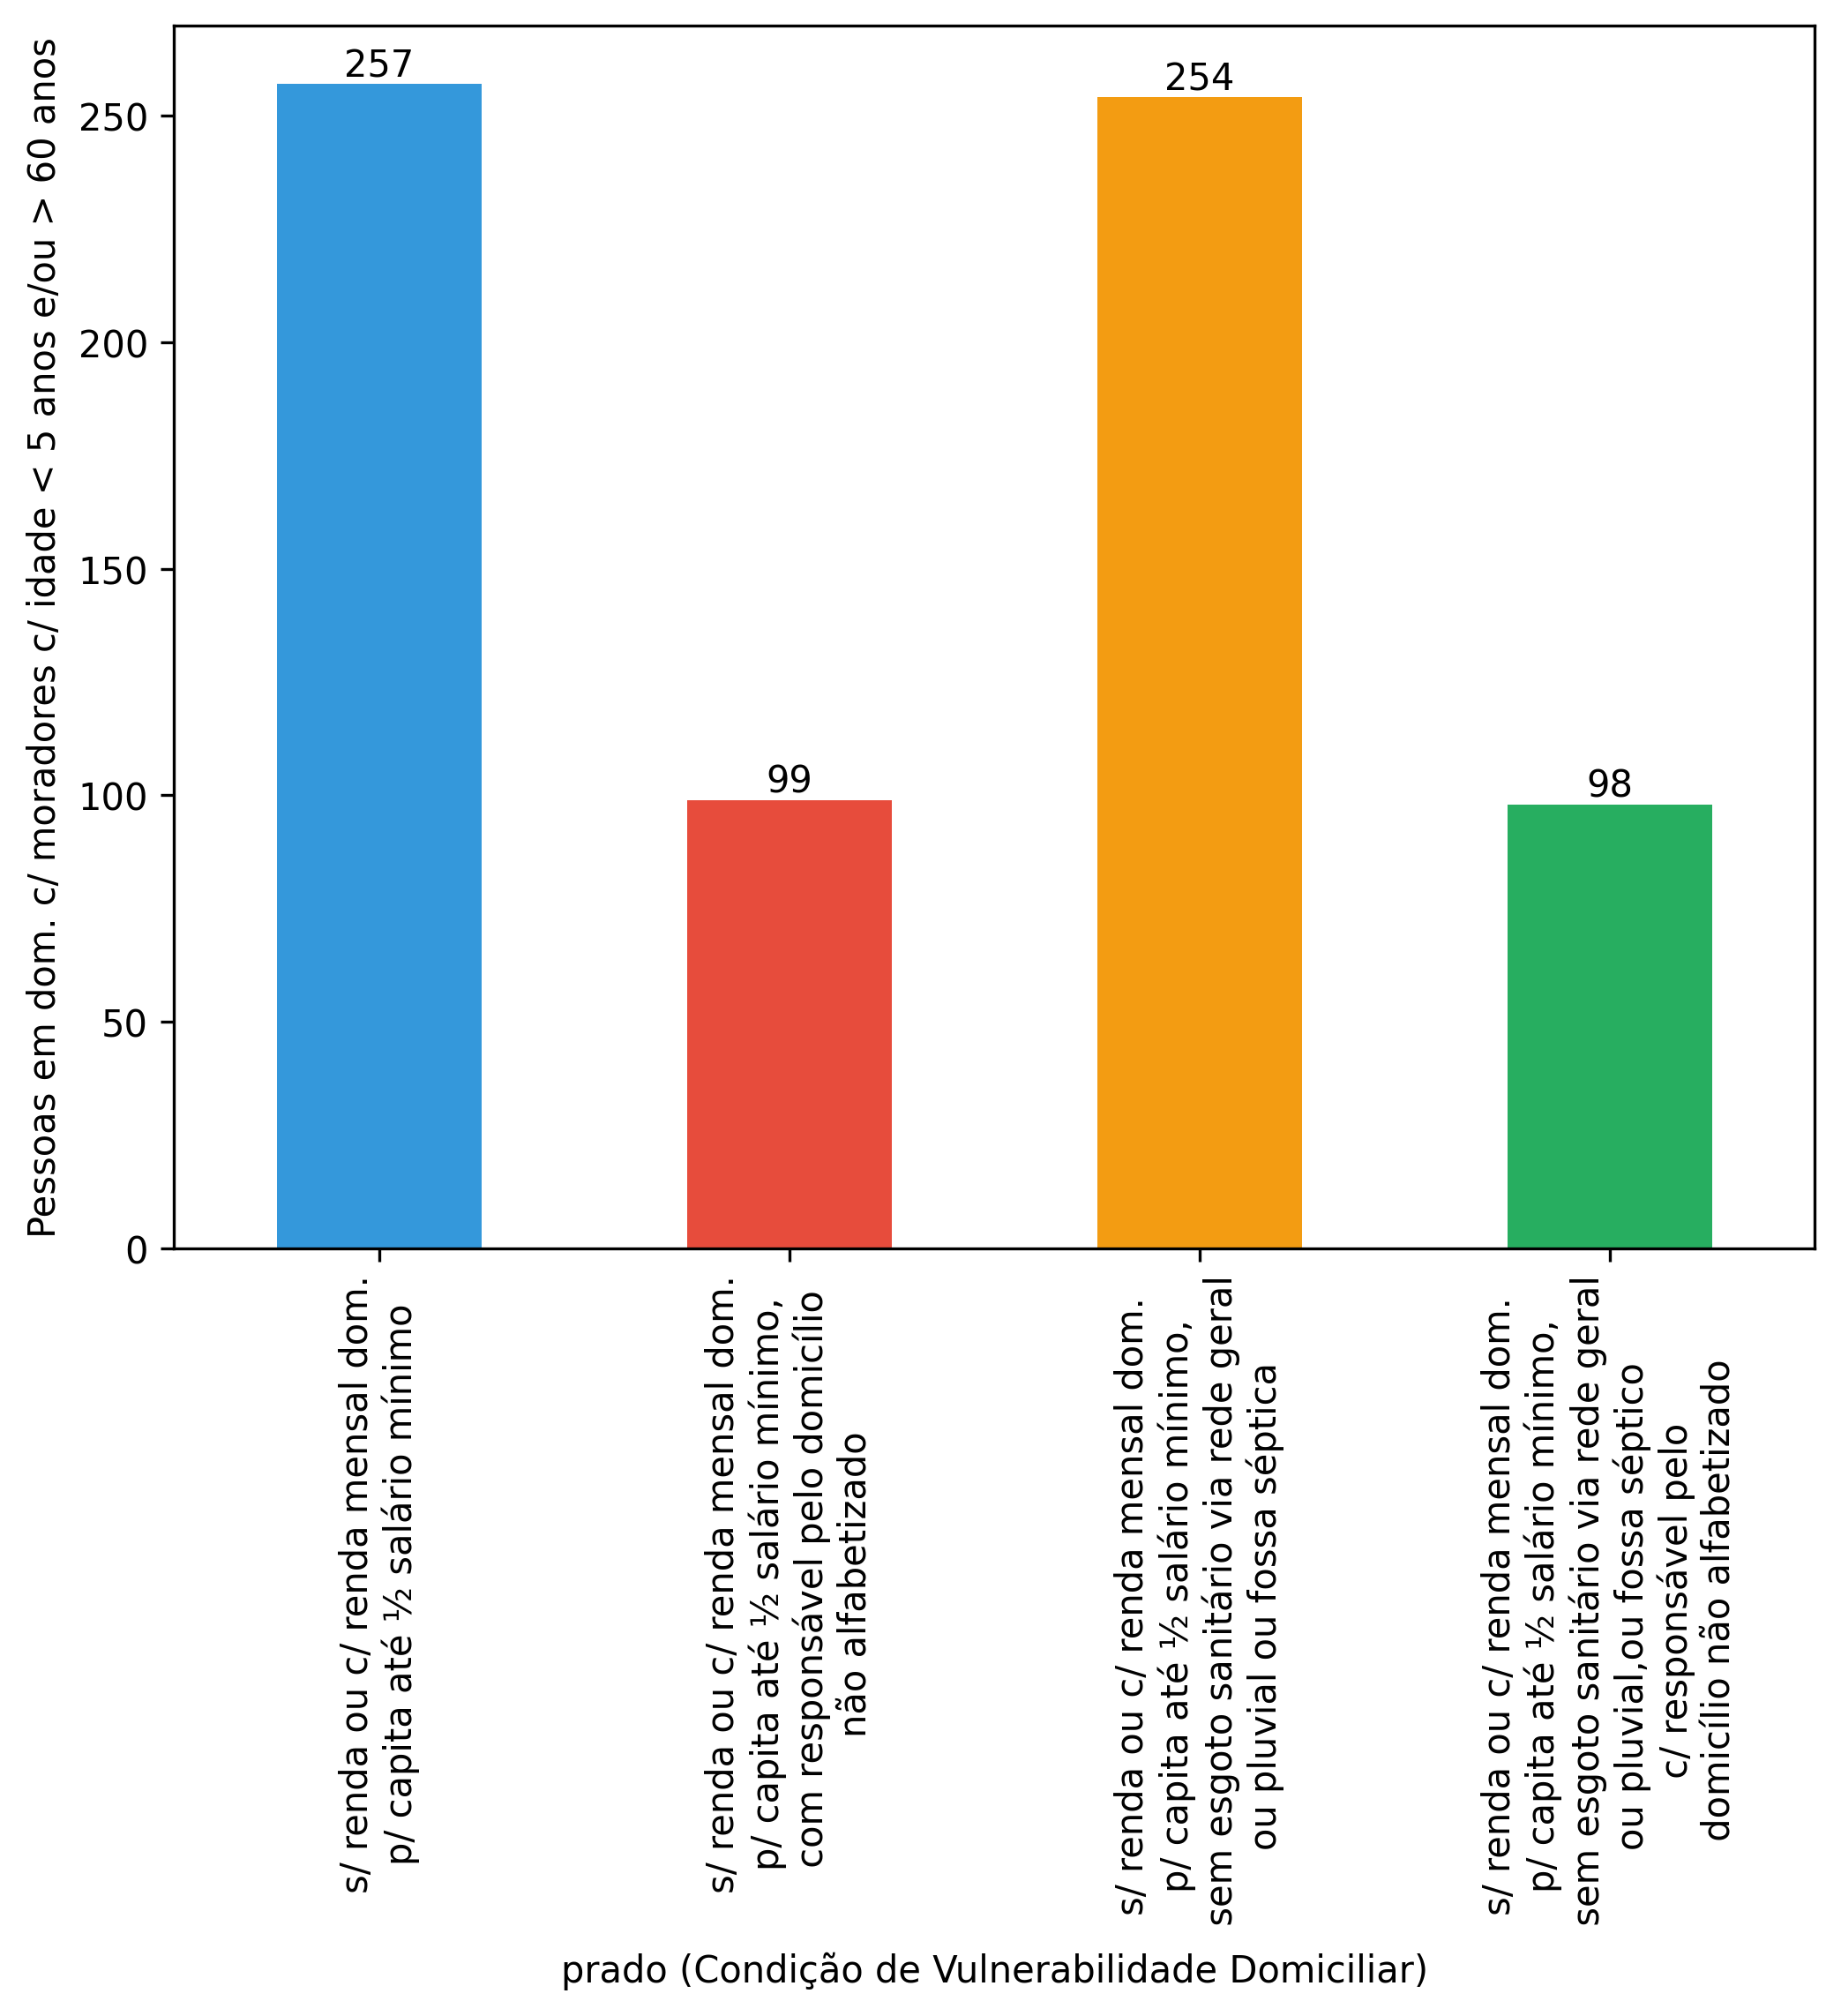 Pessoas em dom. c/ moradores c/ idade < 5 anos e/ou > 60 anos
250
200
150
100
50
0
257
99
254
98
s/ renda ou c/ renda mensal dom.
p/ capita até ½ salário mínimo
s/ renda ou c/ renda mensal dom.
p/ capita até ½ salário mínimo,
com responsável pelo domicílio
não alfabetizado
s/ renda ou c/ renda mensal dom.
p/ capita até ½ salário mínimo,
sem esgoto sanitário via rede geral
ou pluvial ou fossa séptica
s/ renda ou c/ renda mensal dom.
p/ capita até ½ salário mínimo,
sem esgoto sanitário via rede geral
ou pluvial,ou fossa séptico
c/ responsável pelo
domicílio não alfabetizado
prado (Condição de Vulnerabilidade Domiciliar)